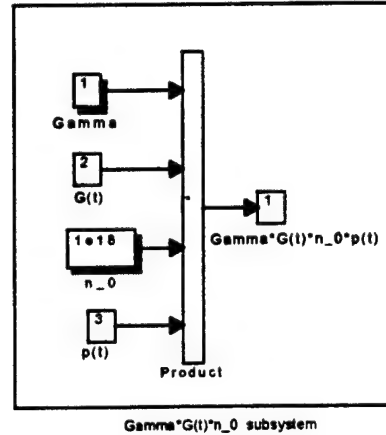 1
Gamma
2
G(t)
1e18
n_0
3
p(t)
Product
1
Gamma*G(t)*n_0*p(t)
Gamma*G(t)*n_0 subsystem